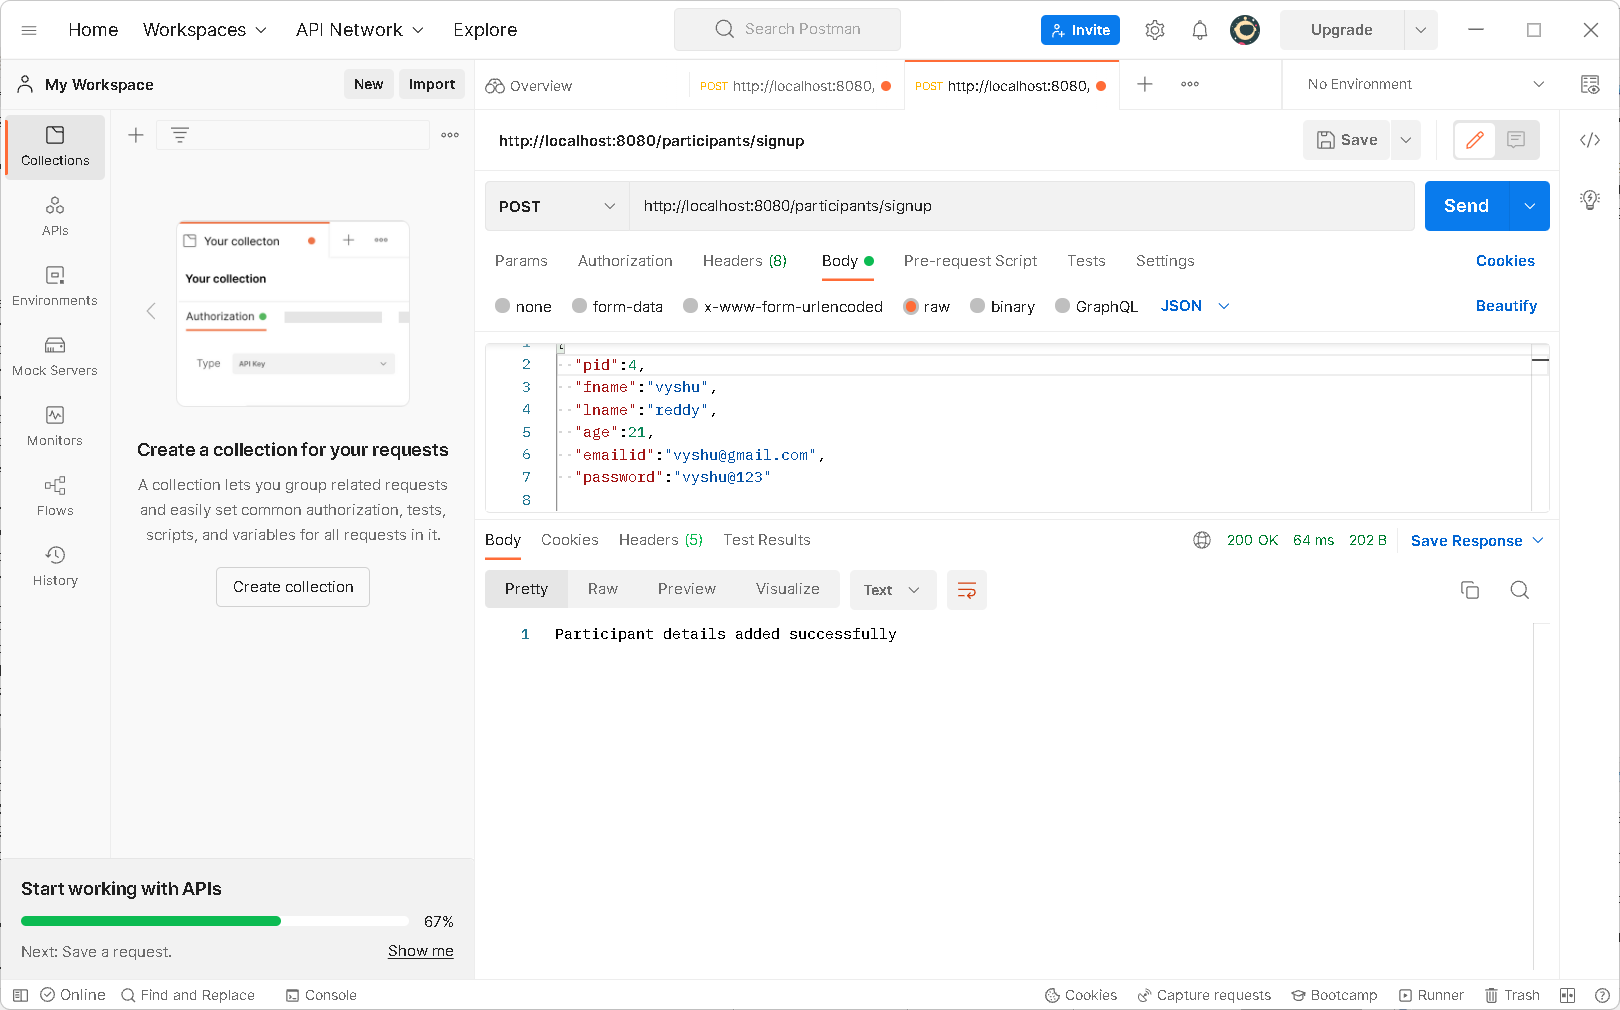 Home Workspaces API Network Explore Search Postman Invite Upgrade
My Workspace New Import
Overview POST http://localhost:8080, POST http://localhost:8080, No Environment
Collections
APIs
Environments
Mock Servers
Monitors
Flows
History
Your collecton
Your collection
Authorization
Type API Key
Create a collection for your requests
A collection lets you group related requests
and easily set common authorization, tests,
scripts, and variables for all requests in it.
Create collection
Start working with APIs
67%
Next: Save a request. Show me
http://localhost:8080/participants/signup Save
POST http://localhost:8080/participants/signup Send
Params Authorization Headers (8) Body Pre-request Script Tests Settings Cookies
none form-data x-www-form-urlencoded raw binary GraphQL JSON Beautify
1 {
2 "pid":4,
3 "fname":"vyshu",
4 "lname":"reddy",
5 "age":21,
6 "emailid":"vyshu@gmail.com",
7 "password":"vyshu@123"
8
Body Cookies Headers (5) Test Results 200 OK 64 ms 202 B Save Response
Pretty Raw Preview Visualize Text
1 Participant details added successfully
Online Find and Replace Console Cookies Capture requests Bootcamp Runner Trash